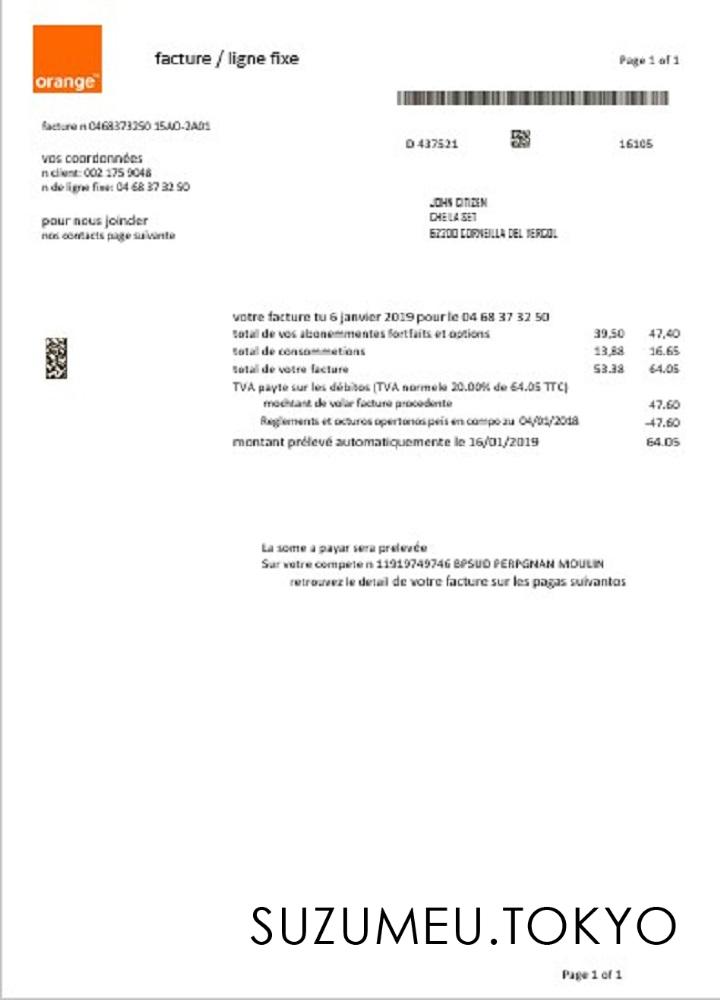 orange™
facture / ligne fixe
Page 1 of 1
facture n 0468373250 15AO-2A01
D 437521
16105
vos coordonnées
n client: 002 175 9048
n de ligne fixe: 04 68 37 32 50
JOHN CITIZEN
CHE LA SET
62200 CORNEILLA DEL VERCOL
pour nous joinder
nos contacts page suivante
votre facture tu 6 janvier 2019 pour le 04 68 37 32 50
total de vos abonemmentes fortfaits et options 39,50 47,40
total de consommetions 13,88 16.65
total de votre facture 53.38 64.05
TVA payte sur les débitos (TVA normele 20.00% de 64.05 TTC)
mochtant de volar facture procedente 47.60
Reglements et octuros opertonos peis en compo zu 04/01/2018 -47.60
montant prélevé automatiquemente le 16/01/2019 64.05
La some a payar sera prelevée
Sur votre compete n 11919749746 BPSUD PERPGNAN MOULIN
retrouvez le detail de votre facture sur les pagas suivantos
SUZUMEU.TOKYO
Page 1 of 1